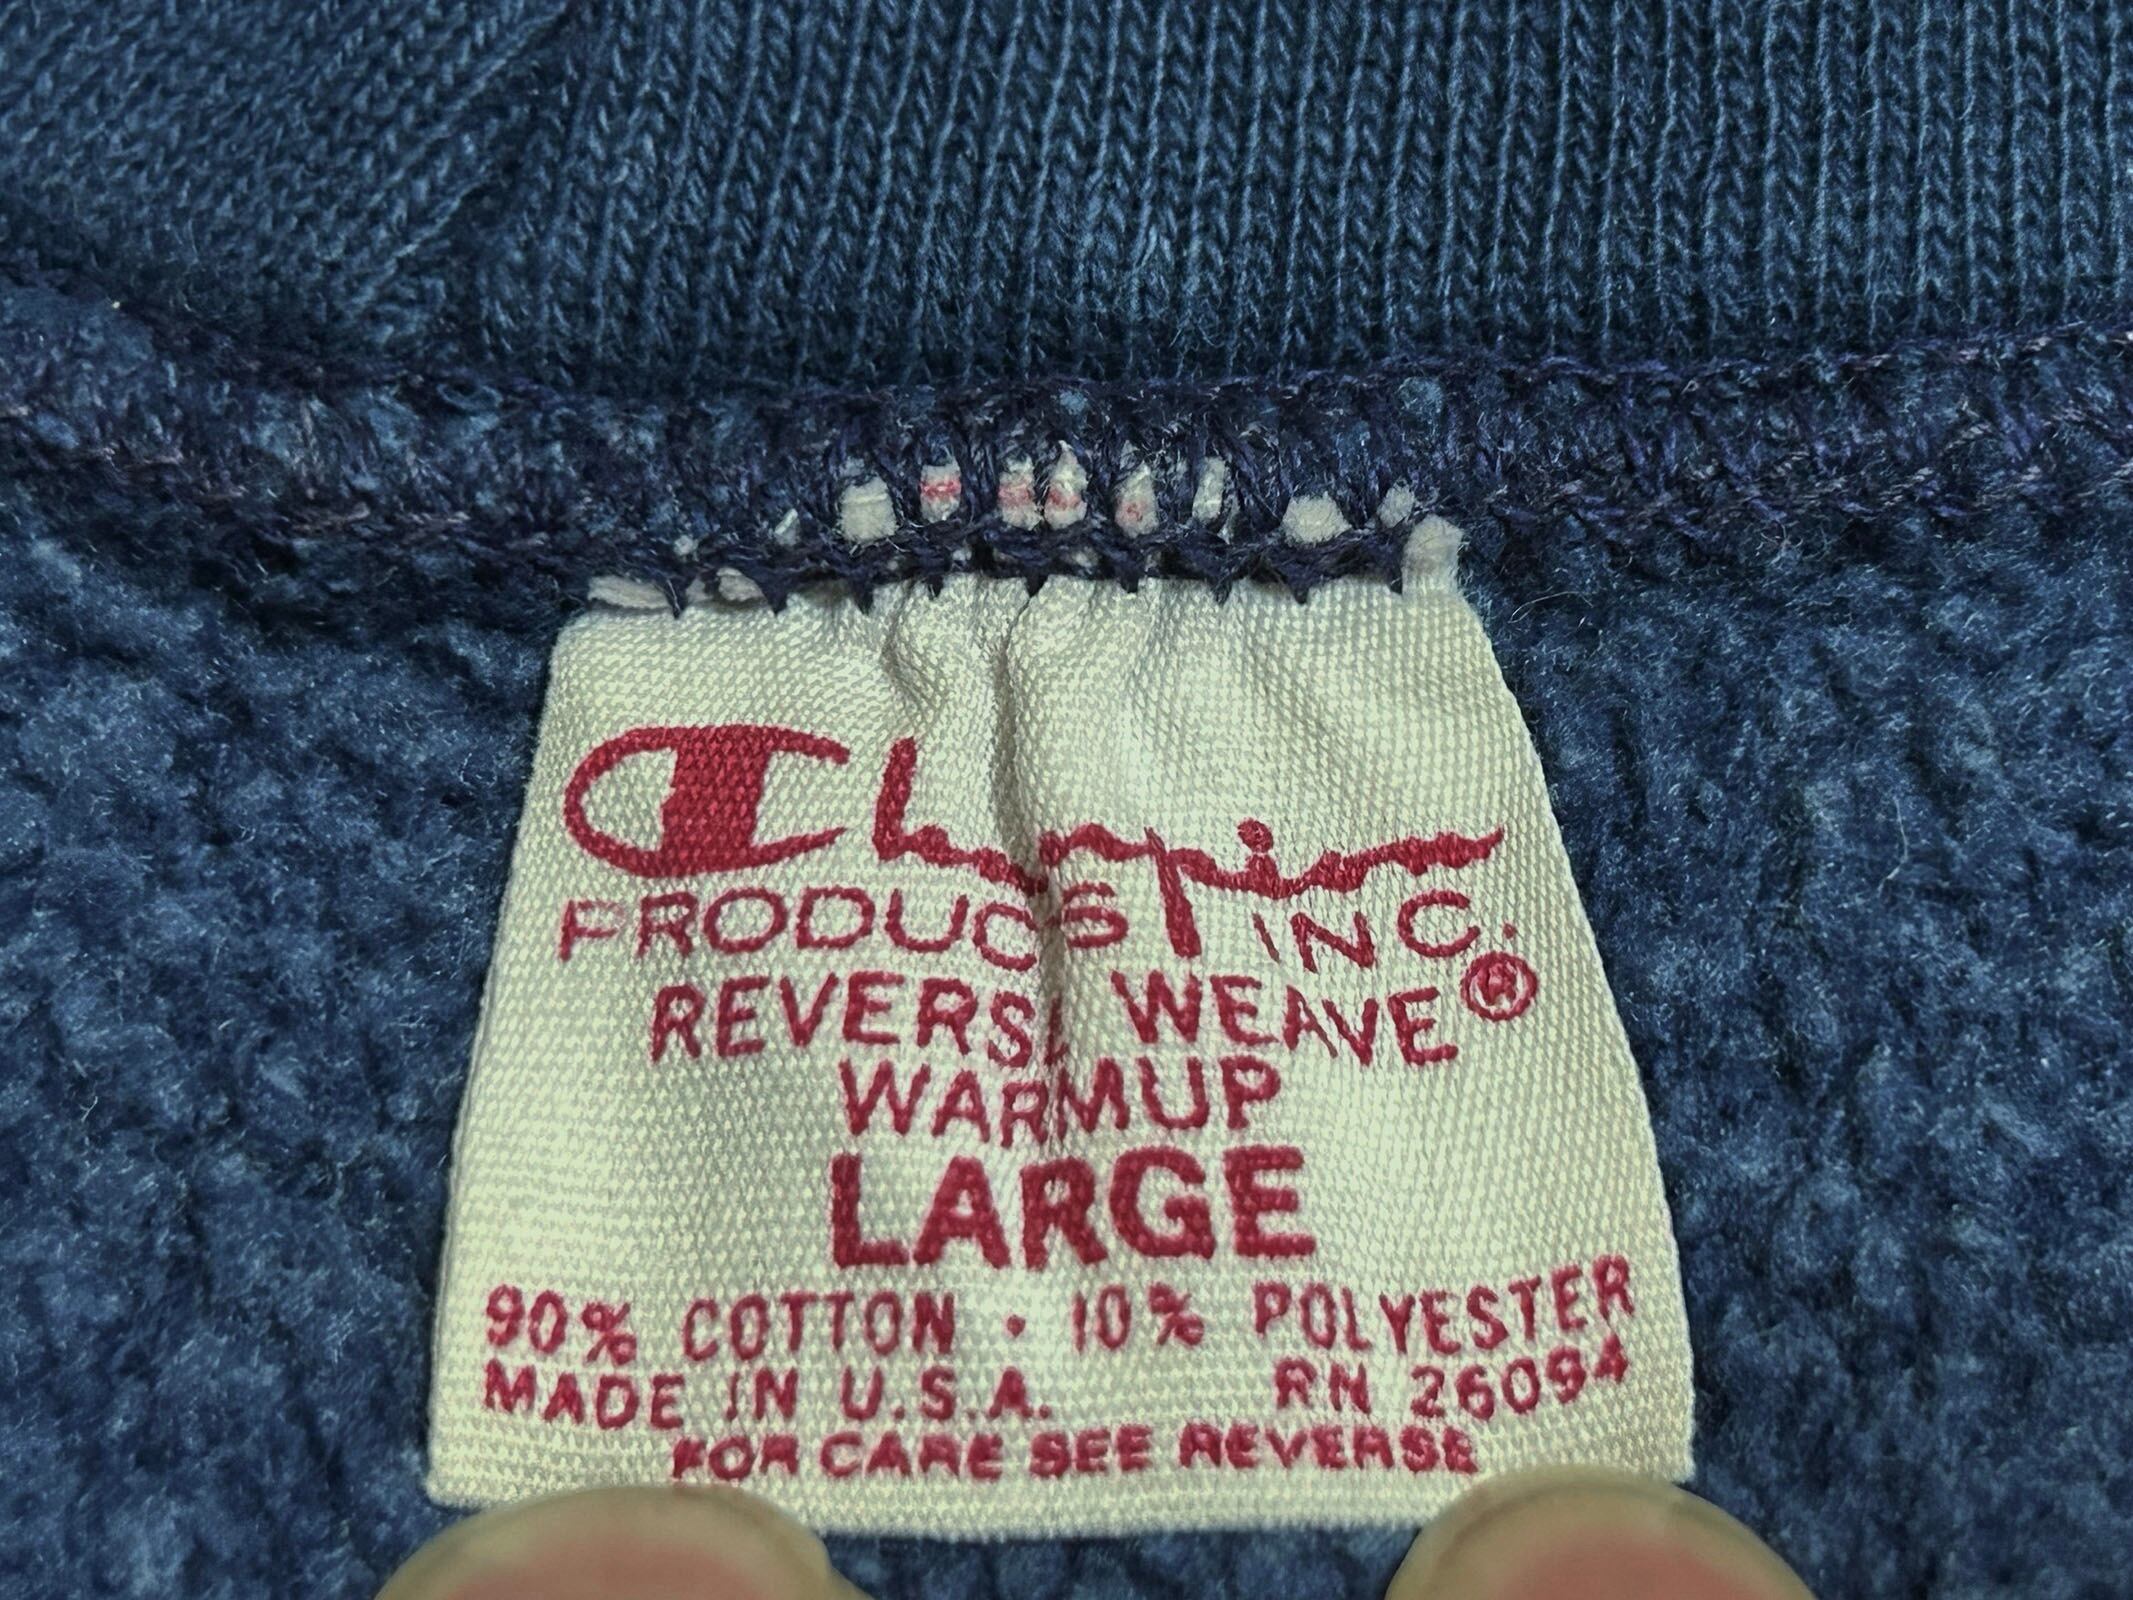 Champion
PRODUCTS INC.
REVERSE WEAVE®
WARMUP
LARGE
90% COTTON · 10% POLYESTER
MADE IN U.S.A. RN 26094
FOR CARE SEE REVERSE